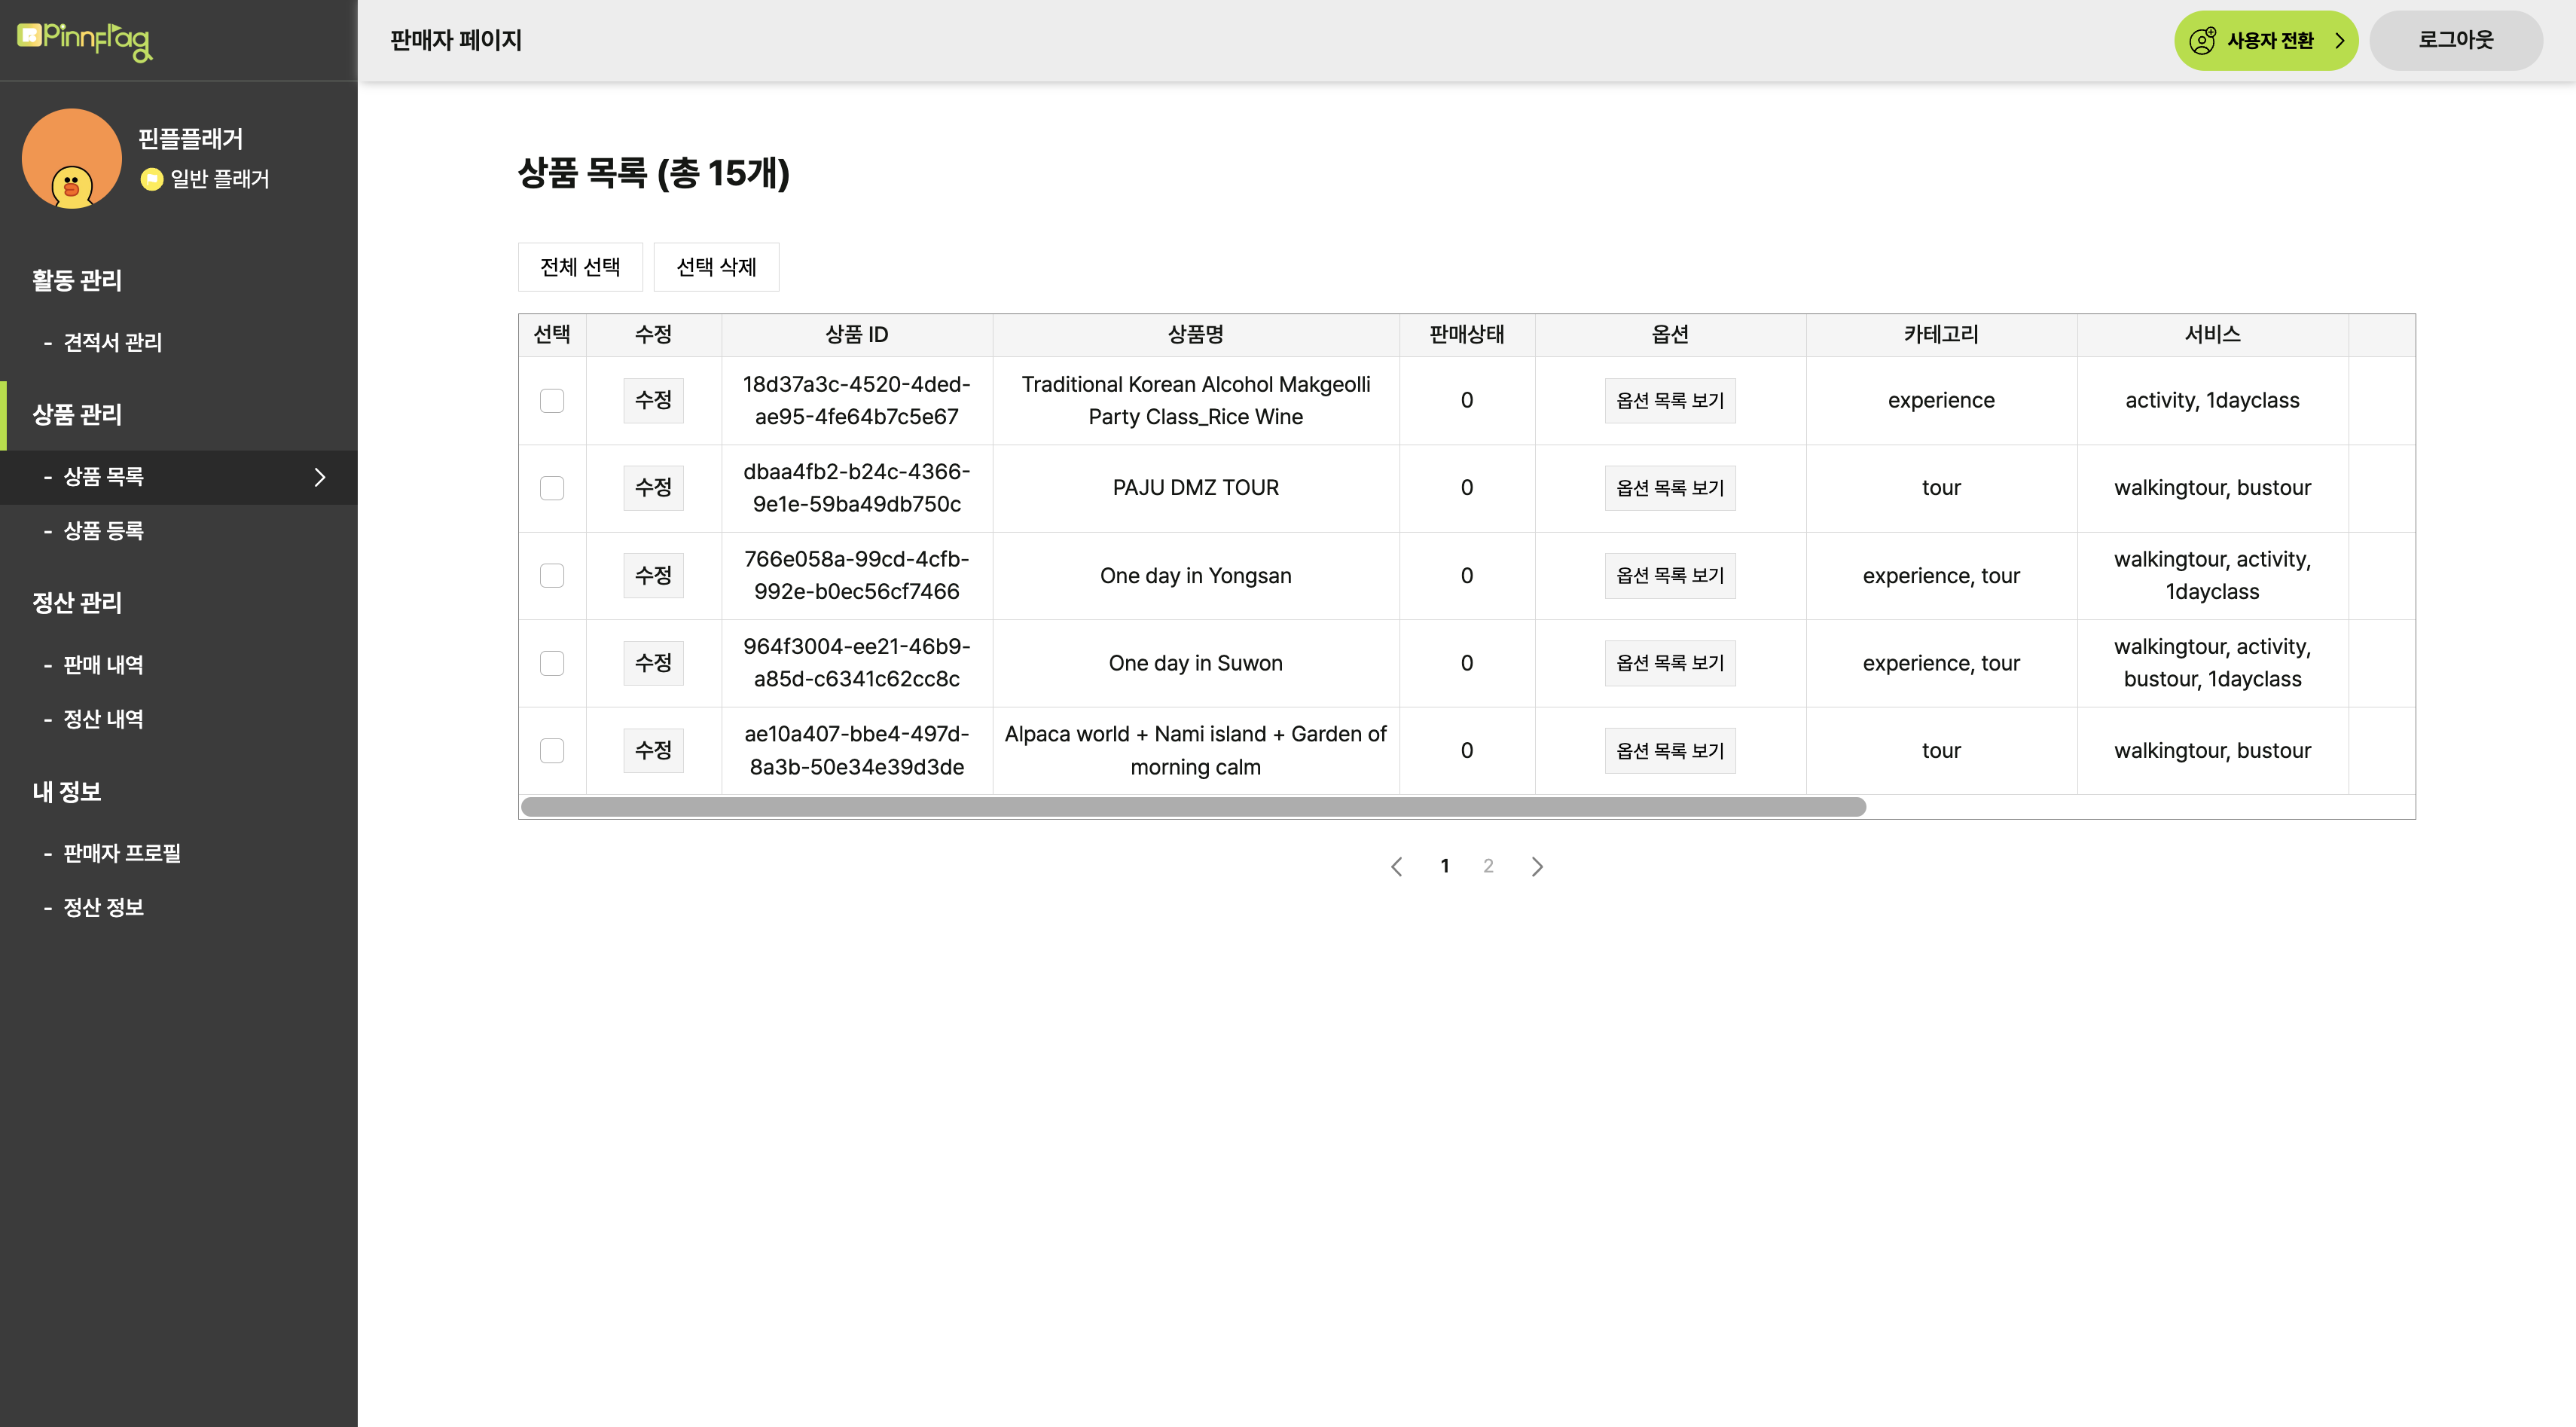 Pinnflag
판매자 페이지
사용자 전환
로그아웃
핀플플래거
일반 플래거
활동 관리
- 견적서 관리
상품 관리
- 상품 목록
- 상품 등록
정산 관리
- 판매 내역
- 정산 내역
내 정보
- 판매자 프로필
- 정산 정보
상품 목록 (총 15개)
전체 선택 선택 삭제
선택 수정 상품 ID 상품명 판매상태 옵션 카테고리 서비스
수정 18d37a3c-4520-4ded-
ae95-4fe64b7c5e67 Traditional Korean Alcohol Makgeolli
Party Class_Rice Wine 0 옵션 목록 보기 experience activity, 1dayclass
수정 dbaa4fb2-b24c-4366-
9e1e-59ba49db750c PAJU DMZ TOUR 0 옵션 목록 보기 tour walkingtour, bustour
수정 766e058a-99cd-4cfb-
992e-b0ec56cf7466 One day in Yongsan 0 옵션 목록 보기 experience, tour walkingtour, activity,
1dayclass
수정 964f3004-ee21-46b9-
a85d-c6341c62cc8c One day in Suwon 0 옵션 목록 보기 experience, tour walkingtour, activity,
bustour, 1dayclass
수정 ae10a407-bbe4-497d-
8a3b-50e34e39d3de Alpaca world + Nami island + Garden of
morning calm 0 옵션 목록 보기 tour walkingtour, bustour
1 2